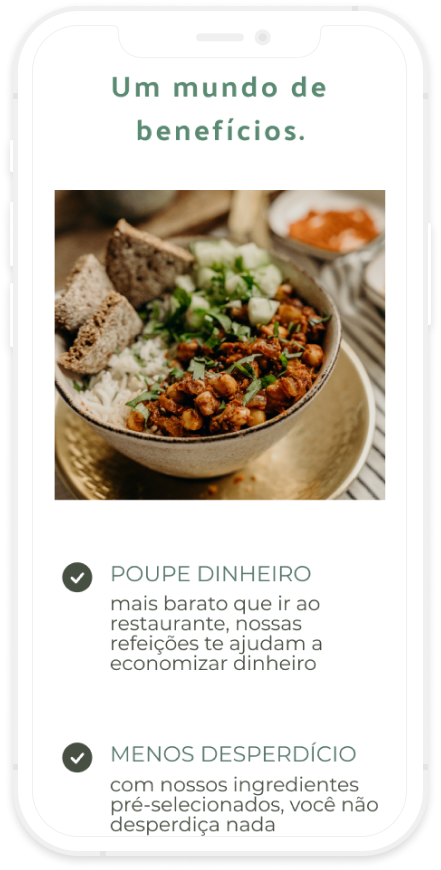 Um mundo de
benefícios.
POUPE DINHEIRO
mais barato que ir ao
restaurante, nossas
refeições te ajudam a
economizar dinheiro
MENOS DESPERDÍCIO
com nossos ingredientes
pré-selecionados, você não
desperdiça nada